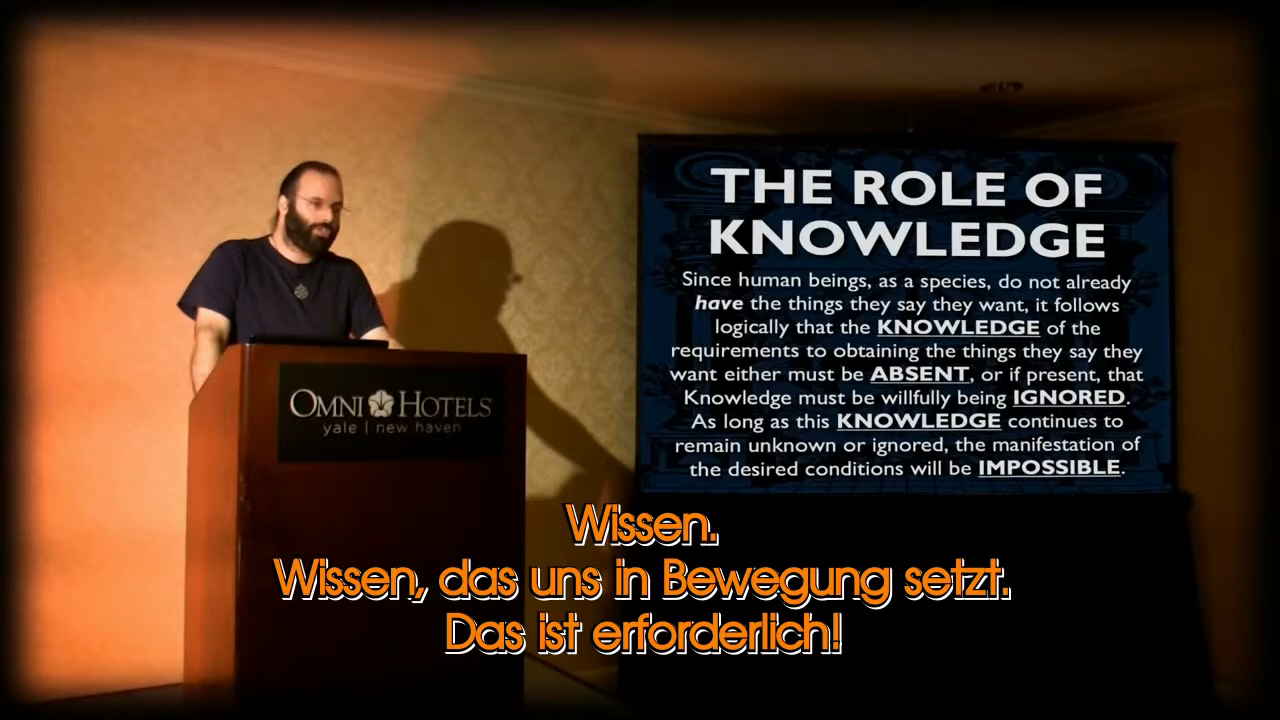 OMNI HOTELS
yale | new haven
THE ROLE OF
KNOWLEDGE
Since human beings, as a species, do not already
have the things they say they want, it follows
logically that the KNOWLEDGE of the
requirements to obtaining the things they say they
want either must be ABSENT, or if present, that
Knowledge must be willfully being IGNORED.
As long as this KNOWLEDGE continues to
remain unknown or ignored, the manifestation of
the desired conditions will be IMPOSSIBLE.
Wissen.
Wissen, das uns in Bewegung setzt.
Das ist erforderlich!